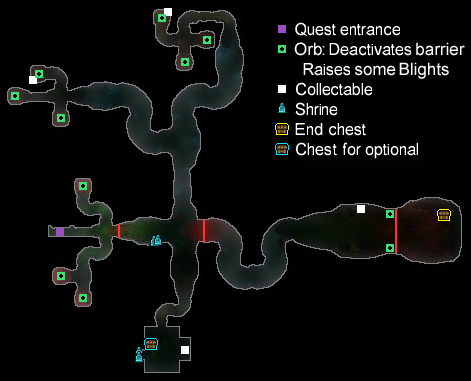 Quest entrance
Orb: Deactivates barrier
Raises some Blights
Collectable
Shrine
End chest
Chest for optional